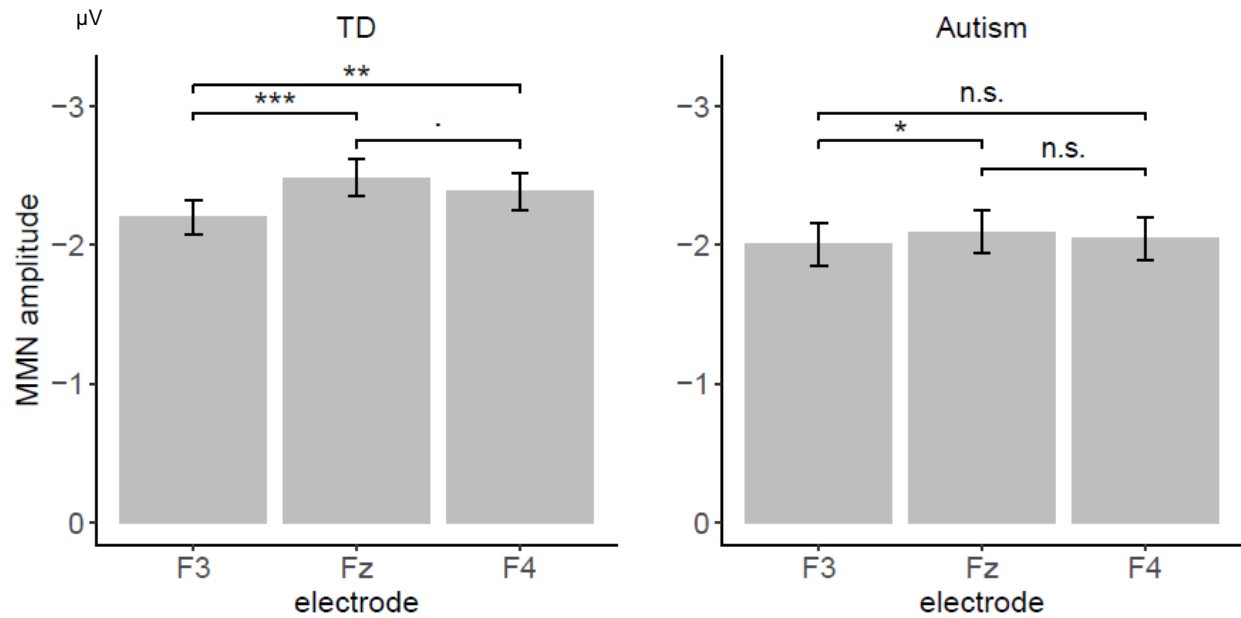 µV
TD
**
***
.
−3
−2
−1
0
MMN amplitude
F3 Fz F4
electrode
Autism
n.s.
*
n.s.
−3
−2
−1
0
F3 Fz F4
electrode